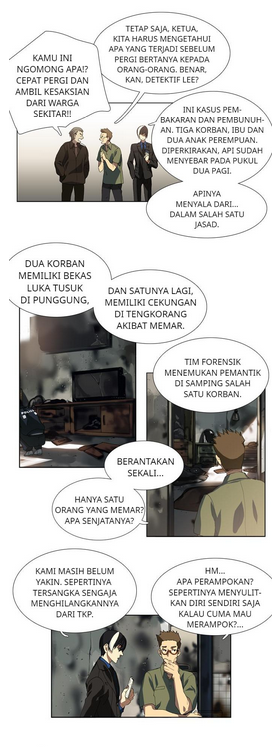 TETAP SAJA, KETUA,
KITA HARUS MENGETAHUI
APA YANG TERJADI SEBELUM
PERGI BERTANYA KEPADA
ORANG-ORANG. BENAR,
KAN, DETEKTIF LEE?
KAMU INI
NGOMONG APA!?
CEPAT PERGI DAN
AMBIL KESAKSIAN
DARI WARGA
SEKITAR!!
INI KASUS PEM-
BAKARAN DAN PEMBUNUH-
AN. TIGA KORBAN, IBU DAN
DUA ANAK PEREMPUAN.
DIPERKIRAKAN, API SUDAH
MENYEBAR PADA PUKUL
DUA PAGI.
APINYA
MENYALA DARI...
DALAM SALAH SATU
JASAD.
DUA KORBAN
MEMILIKI BEKAS
LUKA TUSUK
DI PUNGGUNG,
DAN SATUNYA LAGI,
MEMILIKI CEKUNGAN
DI TENGKORANG
AKIBAT MEMAR.
TIM FORENSIK
MENEMUKAN PEMANTIK
DI SAMPING SALAH
SATU KORBAN.
BERANTAKAN
SEKALI...
HANYA SATU
ORANG YANG MEMAR?
APA SENJATANYA?
KAMI MASIH BELUM
YAKIN. SEPERTINYA
TERSANGKA SENGAJA
MENGHILANGKANNYA
DARI TKP.
HM...
APA PERAMPOKAN?
SEPERTINYA MENYULIT-
KAN DIRI SENDIRI SAJA
KALAU CUMA MAU
MERAMPOK?...